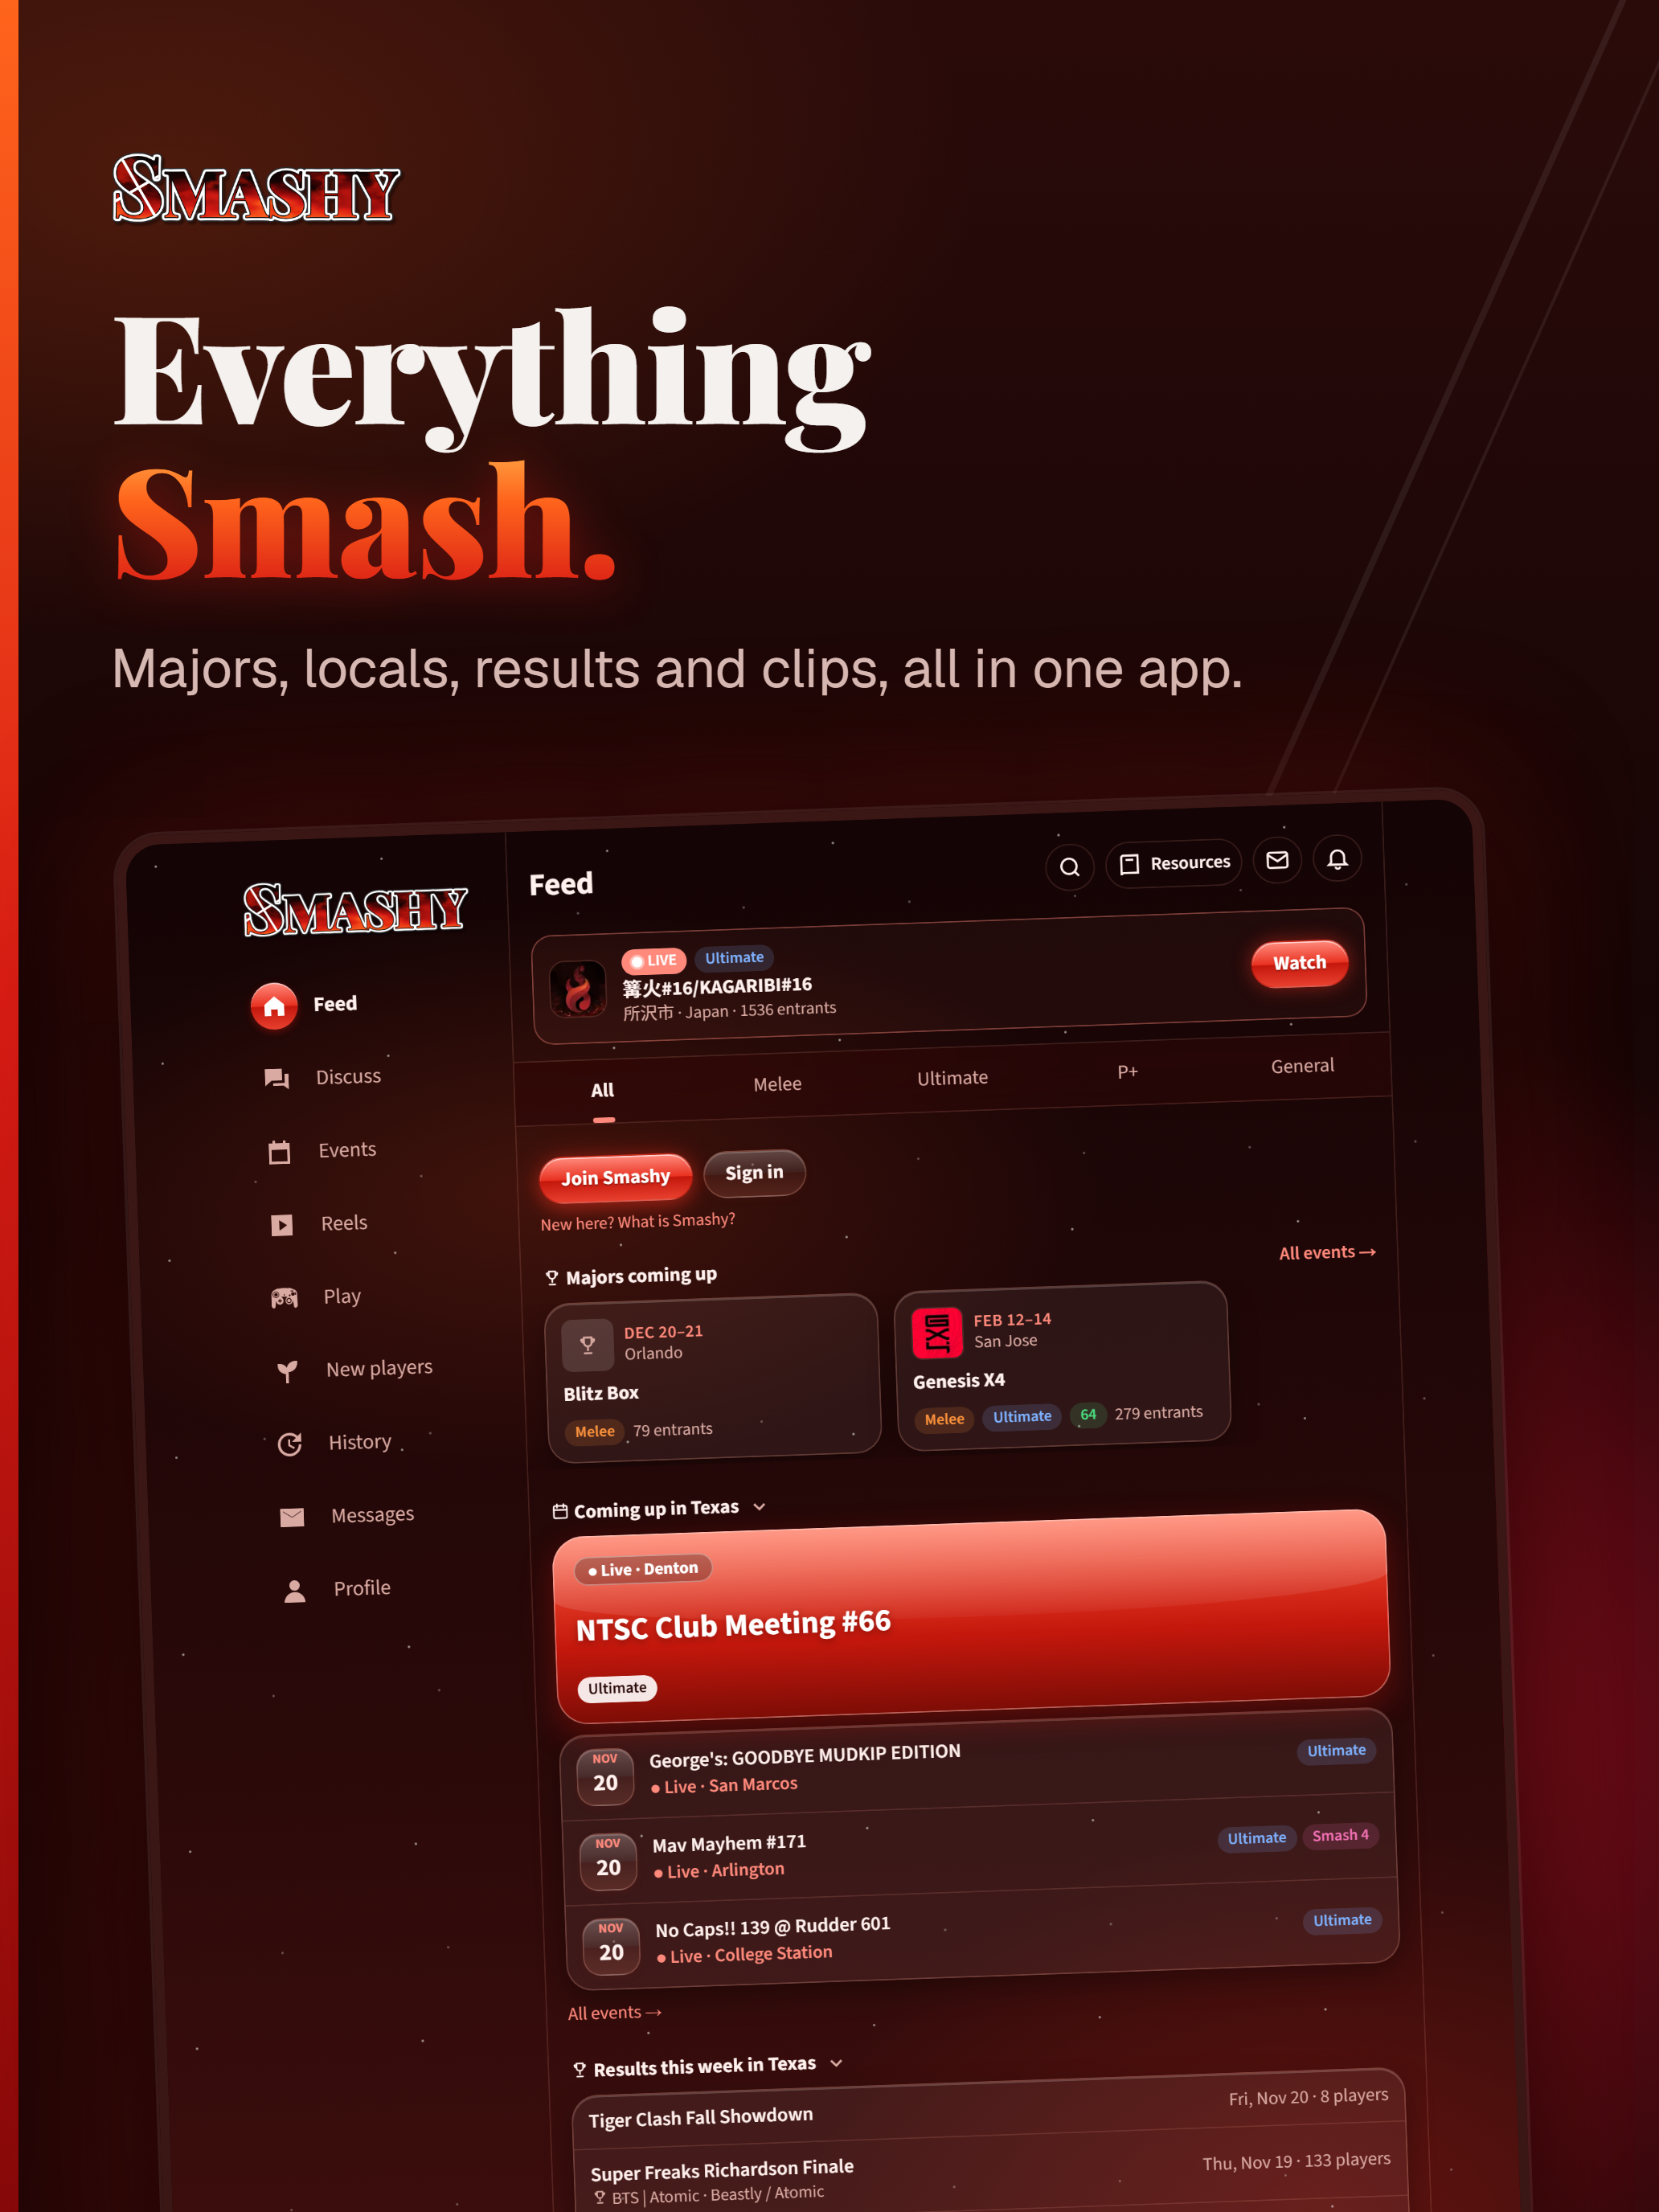 SMASHY
Everything
Smash.
Majors, locals, results and clips, all in one app.
SMASHY
Feed
Resources
LIVE Ultimate
篝火#16/KAGARIBI#16
所沢市 · Japan · 1536 entrants
Watch
Feed
Discuss
Events
Reels
Play
New players
History
Messages
Profile
All Melee Ultimate P+ General
Join Smashy Sign in
New here? What is Smashy?
Majors coming up
All events →
DEC 20–21
Orlando
Blitz Box
Melee 79 entrants
GX4
FEB 12–14
San Jose
Genesis X4
Melee Ultimate 64 279 entrants
Coming up in Texas
Live · Denton
NTSC Club Meeting #66
Ultimate
NOV
20
George's: GOODBYE MUDKIP EDITION
Live · San Marcos
Ultimate
NOV
20
Mav Mayhem #171
Live · Arlington
Ultimate Smash 4
NOV
20
No Caps!! 139 @ Rudder 601
Live · College Station
Ultimate
All events →
Results this week in Texas
Tiger Clash Fall Showdown
Fri, Nov 20 · 8 players
Super Freaks Richardson Finale
Thu, Nov 19 · 133 players
BTS | Atomic · Beastly / Atomic